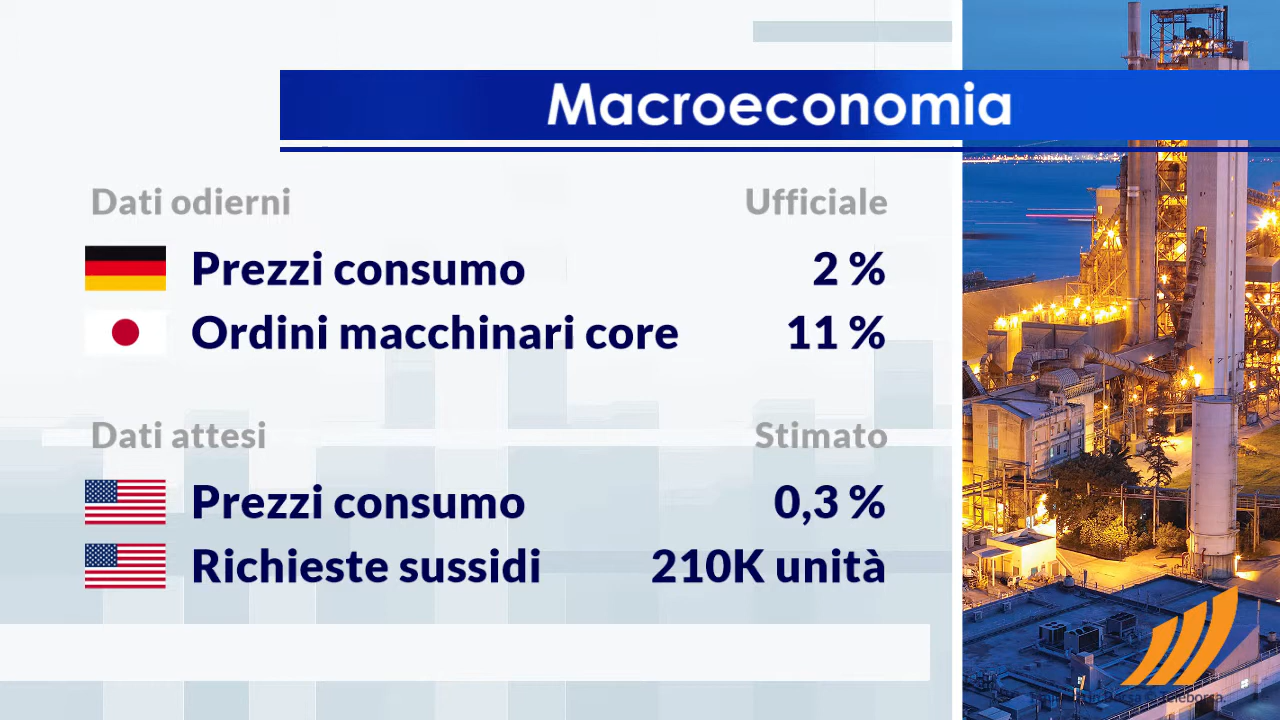 Macroeconomia
Dati odierni Ufficiale
Prezzi consumo 2 %
Ordini macchinari core 11 %
Dati attesi Stimato
Prezzi consumo 0,3 %
Richieste sussidi 210K unità